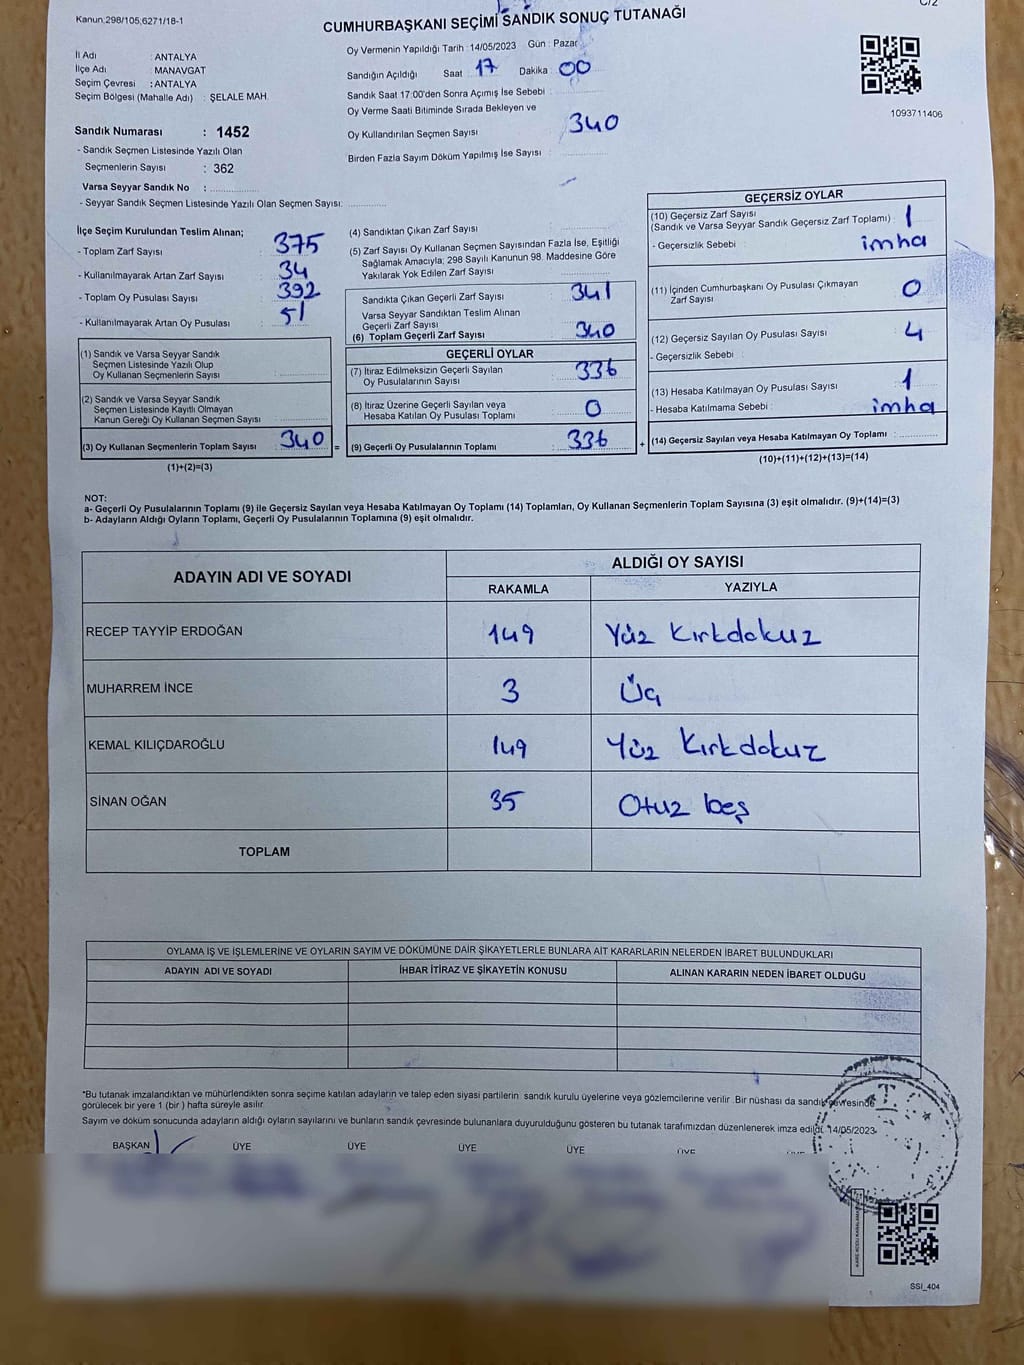 Kanun.298/105,6271/18-1
CUMHURBAŞKANI SEÇİMİ SANDIK SONUÇ TUTANAĞI
C/2
İl Adı : ANTALYA
İlçe Adı : MANAVGAT
Seçim Çevresi : ANTALYA
Seçim Bölgesi (Mahalle Adı) : ŞELALE MAH.
Sandık Numarası : 1452
- Sandık Seçmen Listesinde Yazılı Olan
Seçmenlerin Sayısı : 362
Varsa Seyyar Sandık No :
- Seyyar Sandık Seçmen Listesinde Yazılı Olan Seçmen Sayısı:
Oy Vermenin Yapıldığı Tarih : 14/05/2023 Gün : Pazar
Sandığın Açıldığı Saat 17 Dakika : 00
Sandık Saat 17:00'den Sonra Açımış İse Sebebi :
Oy Verme Saati Bitiminde Sırada Bekleyen ve
Oy Kullandırılan Seçmen Sayısı : 340
Birden Fazla Sayım Döküm Yapılmış İse Sayısı :
1093711406
İlçe Seçim Kurulundan Teslim Alınan;
- Toplam Zarf Sayısı : 375
- Kullanılmayarak Artan Zarf Sayısı : 34
- Toplam Oy Pusulası Sayısı : 392
- Kullanılmayarak Artan Oy Pusulası : 51
(1) Sandık ve Varsa Seyyar Sandık
Seçmen Listesinde Yazılı Olup
Oy Kullanan Seçmenlerin Sayısı :
(2) Sandık ve Varsa Seyyar Sandık
Seçmen Listesinde Kayıtlı Olmayan
Kanun Gereği Oy Kullanan Seçmen Sayısı :
(3) Oy Kullanan Seçmenlerin Toplam Sayısı : 340 =
(1)+(2)=(3)
(4) Sandıktan Çıkan Zarf Sayısı :
(5) Zarf Sayısı Oy Kullanan Seçmen Sayısından Fazla İse, Eşitliği
Sağlamak Amacıyla; 298 Sayılı Kanunun 98. Maddesine Göre
Yakılarak Yok Edilen Zarf Sayısı :
Sandıkta Çıkan Geçerli Zarf Sayısı : 341
Varsa Seyyar Sandıktan Teslim Alınan
Geçerli Zarf Sayısı :
(6) Toplam Geçerli Zarf Sayısı : 340
GEÇERLİ OYLAR
(7) İtiraz Edilmeksizin Geçerli Sayılan
Oy Pusulalarının Sayısı : 336
(8) İtiraz Üzerine Geçerli Sayılan veya
Hesaba Katılan Oy Pusulası Toplamı : 0
(9) Geçerli Oy Pusulalarının Toplamı : 336 +
GEÇERSİZ OYLAR
(10) Geçersiz Zarf Sayısı
(Sandık ve Varsa Seyyar Sandık Geçersiz Zarf Toplamı) : 1
- Geçersizlik Sebebi : imha
(11) İçinden Cumhurbaşkanı Oy Pusulası Çıkmayan
Zarf Sayısı : 0
(12) Geçersiz Sayılan Oy Pusulası Sayısı : 4
- Geçersizlik Sebebi :
(13) Hesaba Katılmayan Oy Pusulası Sayısı : 1
- Hesaba Katılmama Sebebi : imha
(14) Geçersiz Sayılan veya Hesaba Katılmayan Oy Toplamı :
(10)+(11)+(12)+(13)=(14)
NOT:
a- Geçerli Oy Pusulalarının Toplamı (9) ile Geçersiz Sayılan veya Hesaba Katılmayan Oy Toplamı (14) Toplamları, Oy Kullanan Seçmenlerin Toplam Sayısına (3) eşit olmalıdır. (9)+(14)=(3)
b- Adayların Aldığı Oyların Toplamı, Geçerli Oy Pusulalarının Toplamına (9) eşit olmalıdır.
ADAYIN ADI VE SOYADI
ALDIĞI OY SAYISI
RAKAMLA YAZIYLA
RECEP TAYYİP ERDOĞAN 149 Yüz Kırkdokuz
MUHARREM İNCE 3 Üç
KEMAL KILIÇDAROĞLU 149 Yüz Kırkdokuz
SİNAN OĞAN 35 Otuz beş
TOPLAM
OYLAMA İŞ VE İŞLEMLERİNE VE OYLARIN SAYIM VE DÖKÜMÜNE DAİR ŞİKAYETLERLE BUNLARA AİT KARARLARIN NELERDEN İBARET BULUNDUKLARI
ADAYIN ADI VE SOYADI İHBAR İTİRAZ VE ŞİKAYETİN KONUSU ALINAN KARARIN NEDEN İBARET OLDUĞU
*Bu tutanak imzalandıktan ve mühürlendikten sonra seçime katılan adayların ve talep eden siyasi partilerin sandık kurulu üyelerine veya gözlemcilerine verilir. Bir nüshası da sandık çevresinde
görülecek bir yere 1 (bir ) hafta süreyle asılır.
Sayım ve döküm sonucunda adayların aldığı oyların sayılarını ve bunların sandık çevresinde bulunanlara duyurulduğunu gösteren bu tutanak tarafımızdan düzenlenerek imza edildi. 14/05/2023
BAŞKAN ÜYE ÜYE ÜYE ÜYE ÜYE
SSI_404